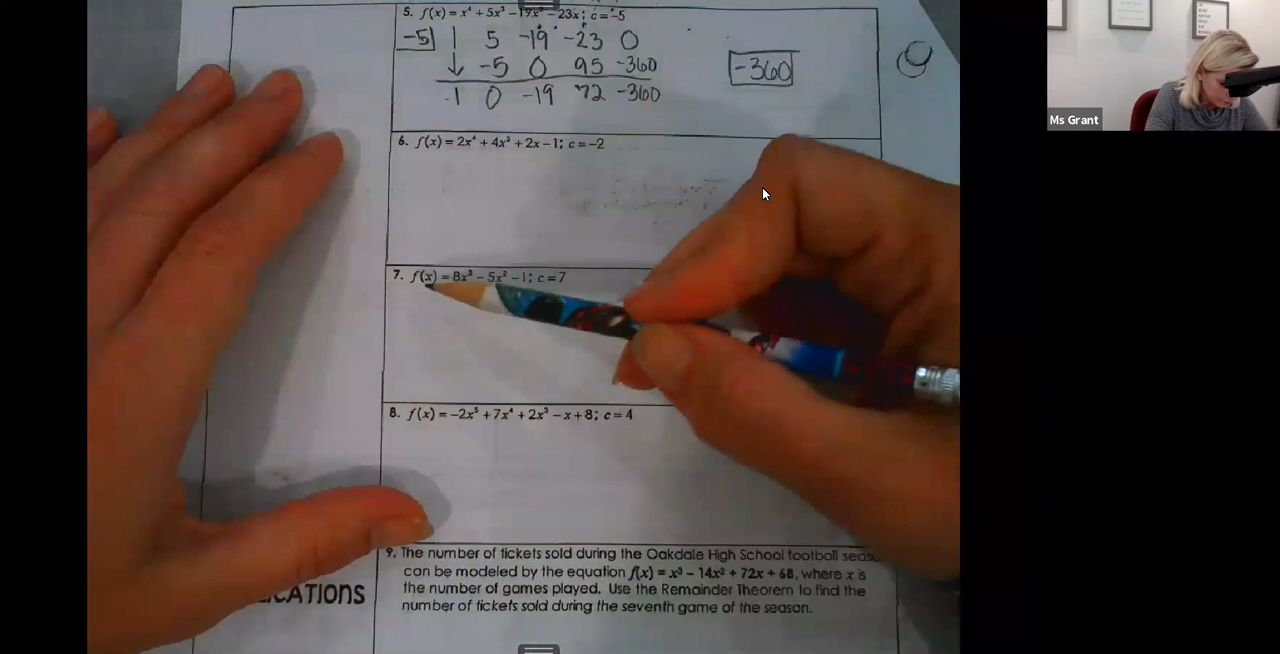 5. f(x) = x⁴ + 5x³ − 19x² − 23x; c = −5
-5| 1 5 -19 -23 0
↓ -5 0 95 -360
1 0 -19 72 -360
-360
6. f(x) = 2x⁴ + 4x³ + 2x − 1; c = −2
7. f(x) = 8x³ − 5x² − 1; c = 7
8. f(x) = −2x⁵ + 7x⁴ + 2x³ − x + 8; c = 4
9. The number of tickets sold during the Oakdale High School football
can be modeled by the equation f(x) = x³ − 14x² + 72x + 68, where x is
the number of games played. Use the Remainder Theorem to find the
number of tickets sold during the seventh game of the season.
Ms Grant